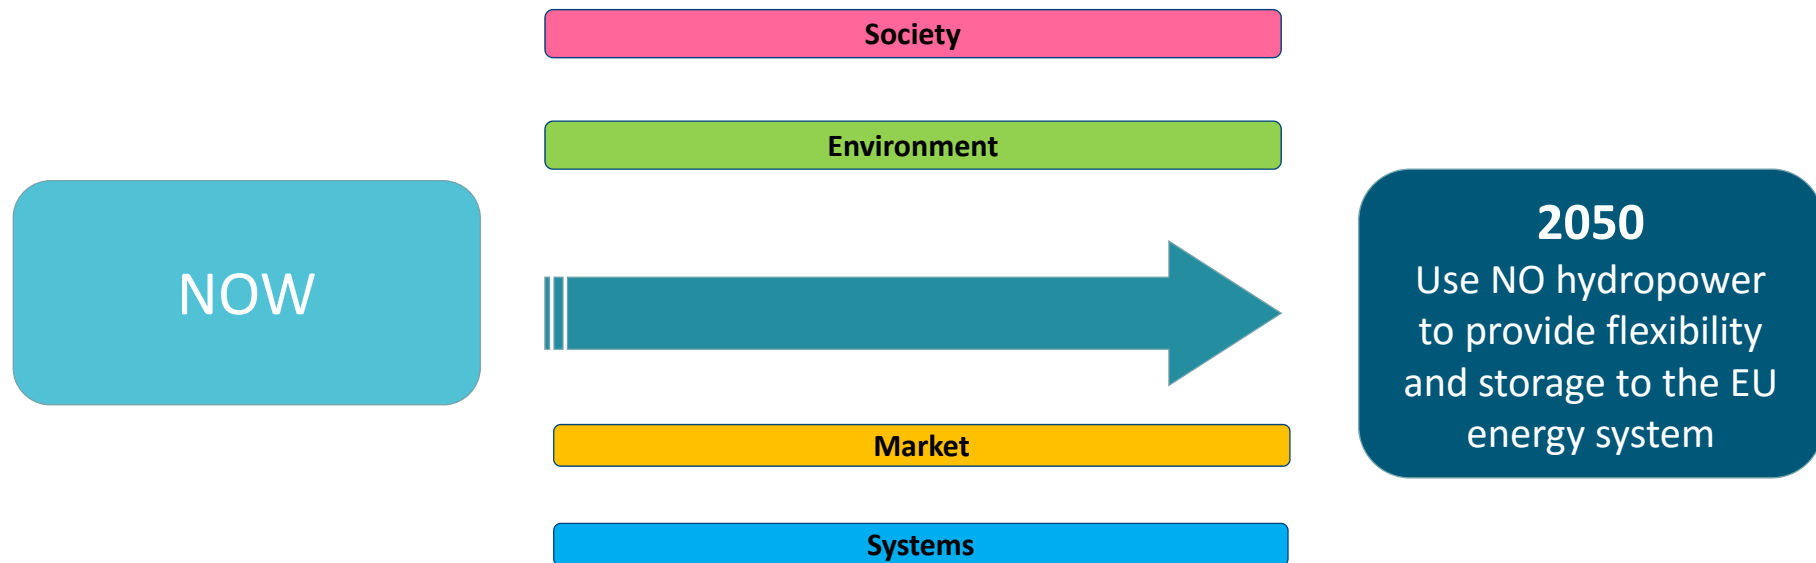 Society
Environment
NOW
2050
Use NO hydropower
to provide flexibility
and storage to the EU
energy system
Market
Systems